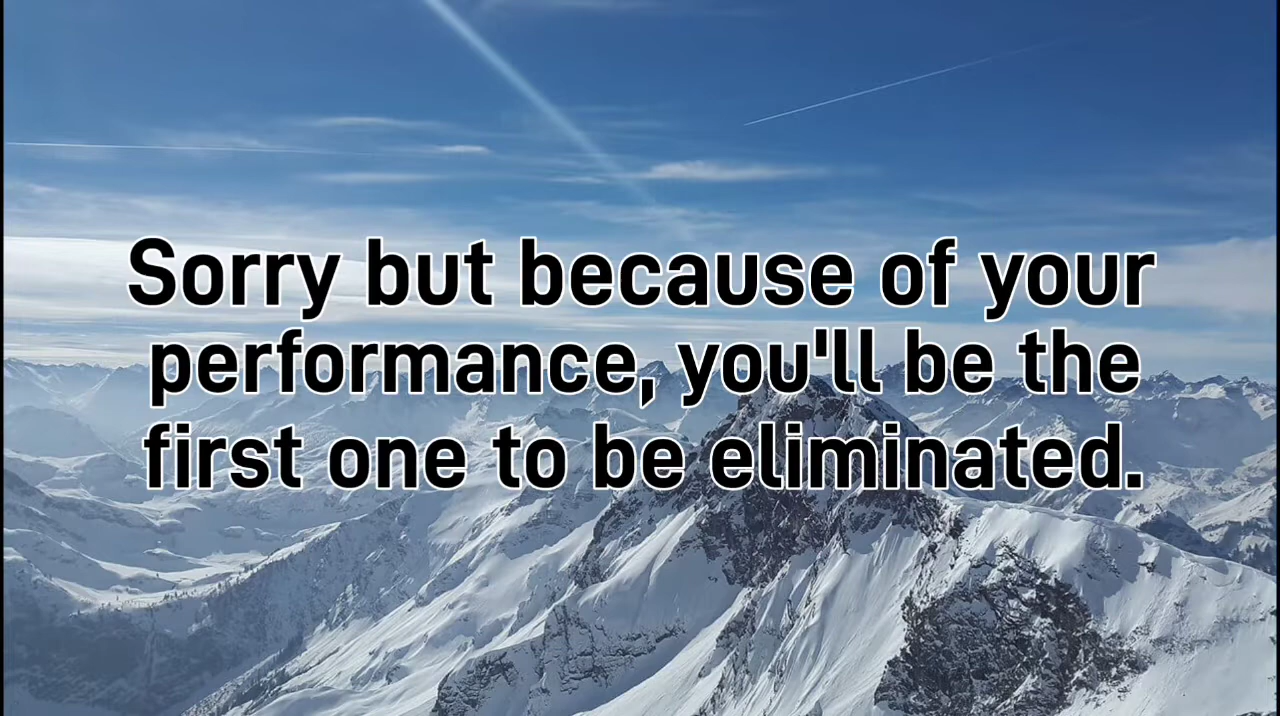 Sorry but because of your
performance, you'll be the
first one to be eliminated.